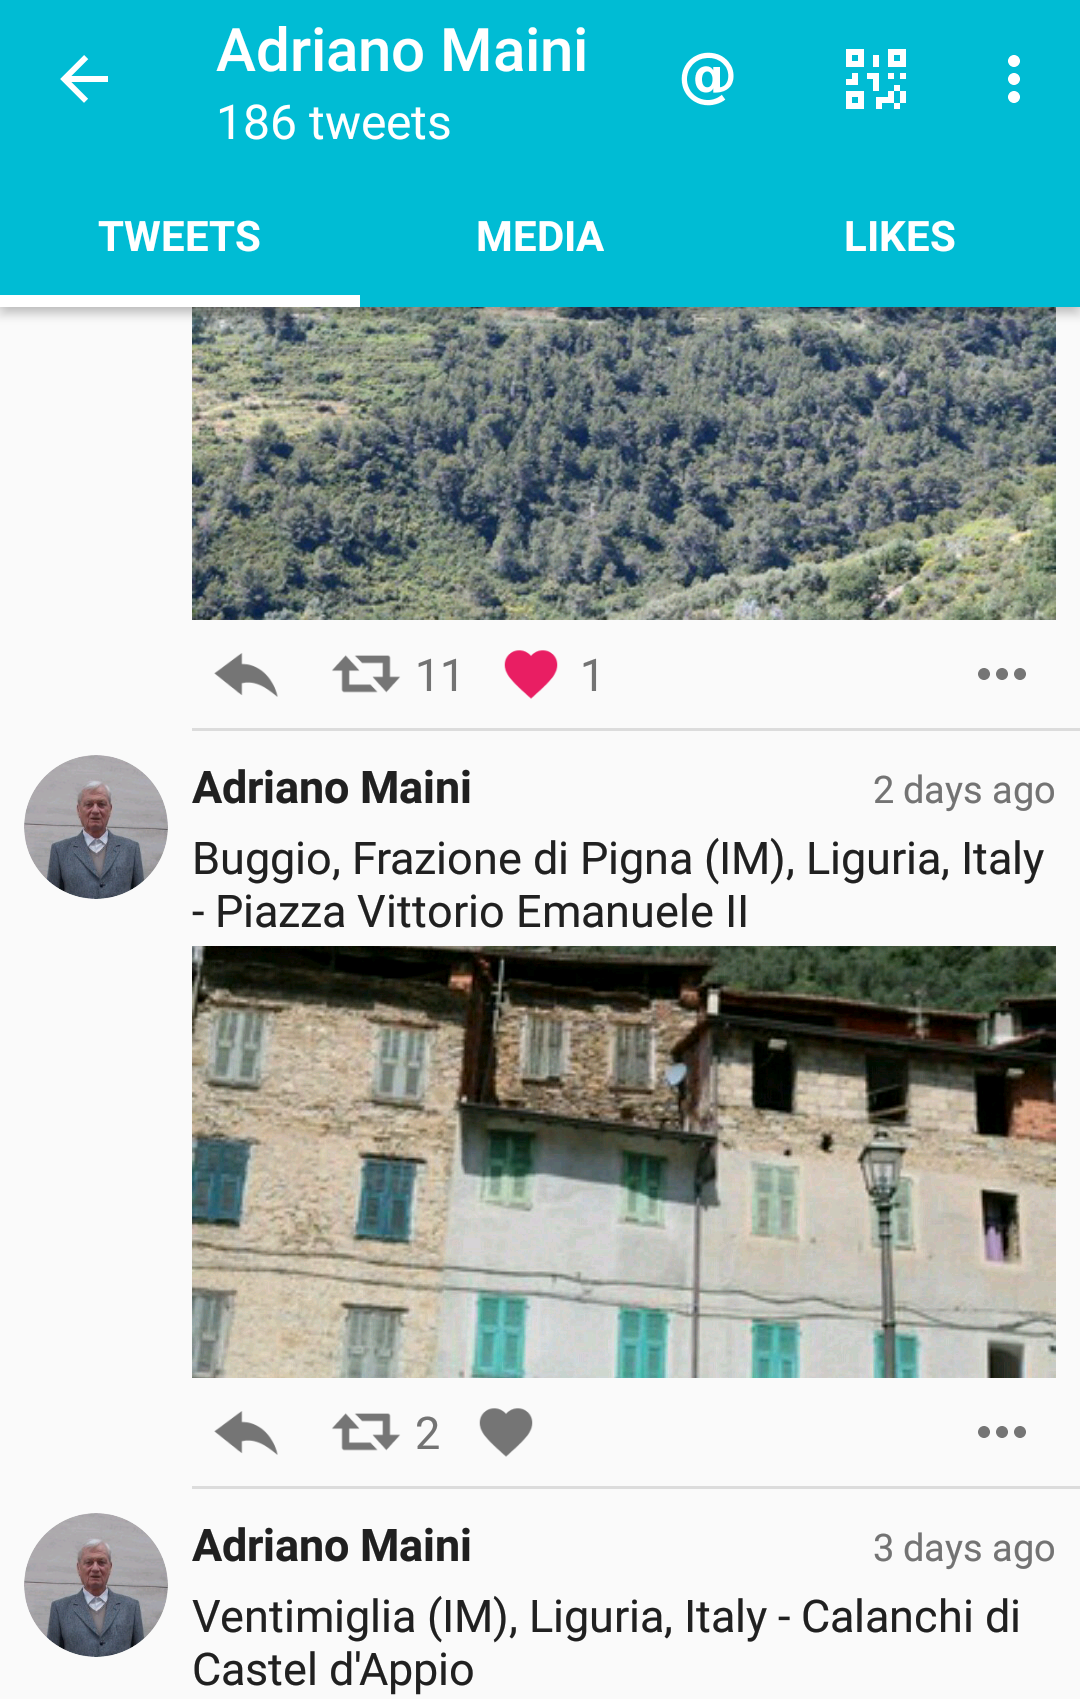 Adriano Maini
186 tweets
@
TWEETS MEDIA LIKES
11 1
Adriano Maini 2 days ago
Buggio, Frazione di Pigna (IM), Liguria, Italy
- Piazza Vittorio Emanuele II
2
Adriano Maini 3 days ago
Ventimiglia (IM), Liguria, Italy - Calanchi di
Castel d'Appio